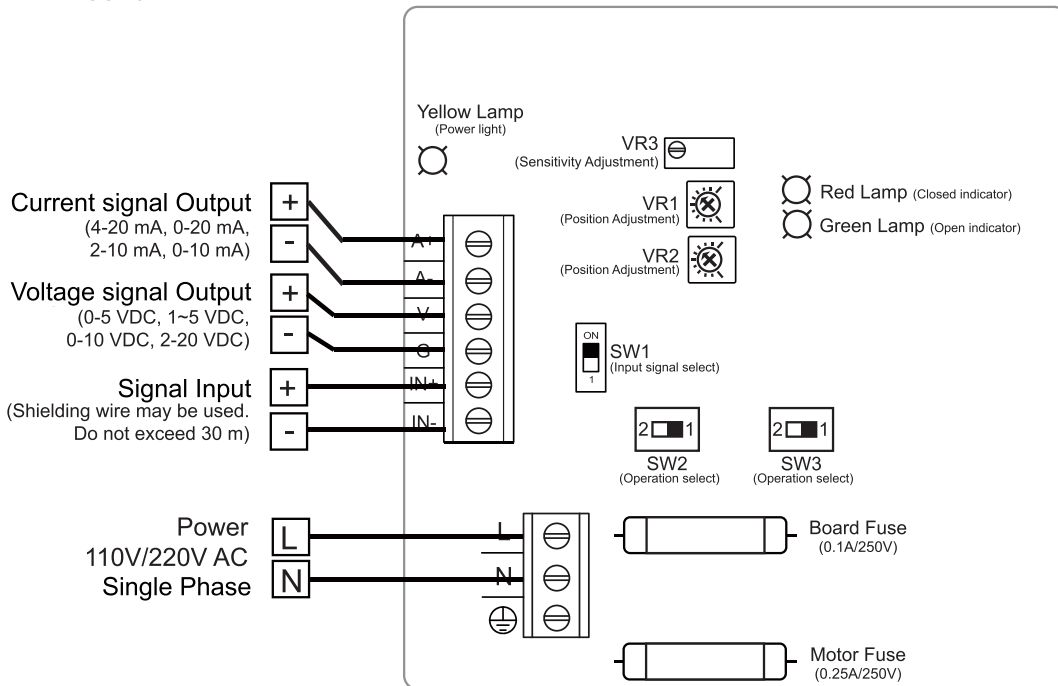 Yellow Lamp
(Power light)
VR3
(Sensitivity Adjustment)
VR1
(Position Adjustment)
VR2
(Position Adjustment)
Red Lamp (Closed indicator)
Green Lamp (Open indicator)
Current signal Output
(4-20 mA, 0-20 mA,
2-10 mA, 0-10 mA)
+
-
Voltage signal Output
(0-5 VDC, 1~5 VDC,
0-10 VDC, 2-20 VDC)
+
-
Signal Input
(Shielding wire may be used.
Do not exceed 30 m)
+
-
A+
A-
V
G
IN+
IN-
ON
1
SW1
(Input signal select)
2 1
SW2
(Operation select)
2 1
SW3
(Operation select)
Power
110V/220V AC
Single Phase
L
N
L
N
Board Fuse
(0.1A/250V)
Motor Fuse
(0.25A/250V)